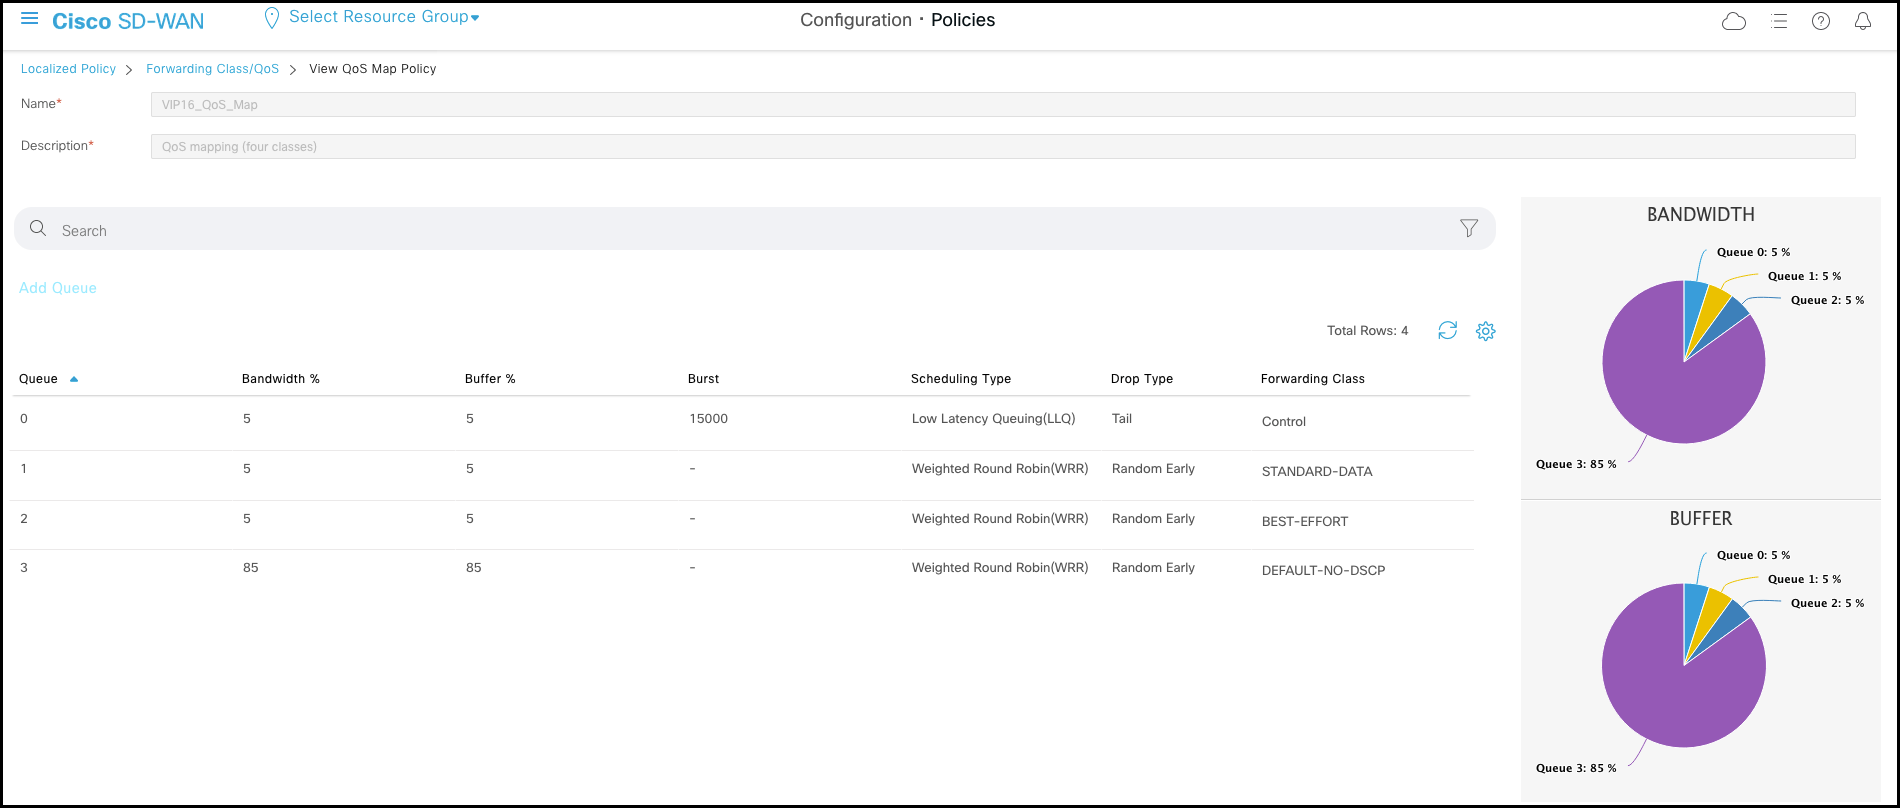 Cisco SD-WAN
Select Resource Group
Configuration · Policies
Localized Policy > Forwarding Class/QoS > View QoS Map Policy
Name* VIP16_QoS_Map
Description* QoS mapping (four classes)
Search
Add Queue
Total Rows: 4
Queue Bandwidth % Buffer % Burst Scheduling Type Drop Type Forwarding Class
0 5 5 15000 Low Latency Queuing(LLQ) Tail Control
1 5 5 - Weighted Round Robin(WRR) Random Early STANDARD-DATA
2 5 5 - Weighted Round Robin(WRR) Random Early BEST-EFFORT
3 85 85 - Weighted Round Robin(WRR) Random Early DEFAULT-NO-DSCP
BANDWIDTH
Queue 0: 5 %
Queue 1: 5 %
Queue 2: 5 %
Queue 3: 85 %
BUFFER
Queue 0: 5 %
Queue 1: 5 %
Queue 2: 5 %
Queue 3: 85 %